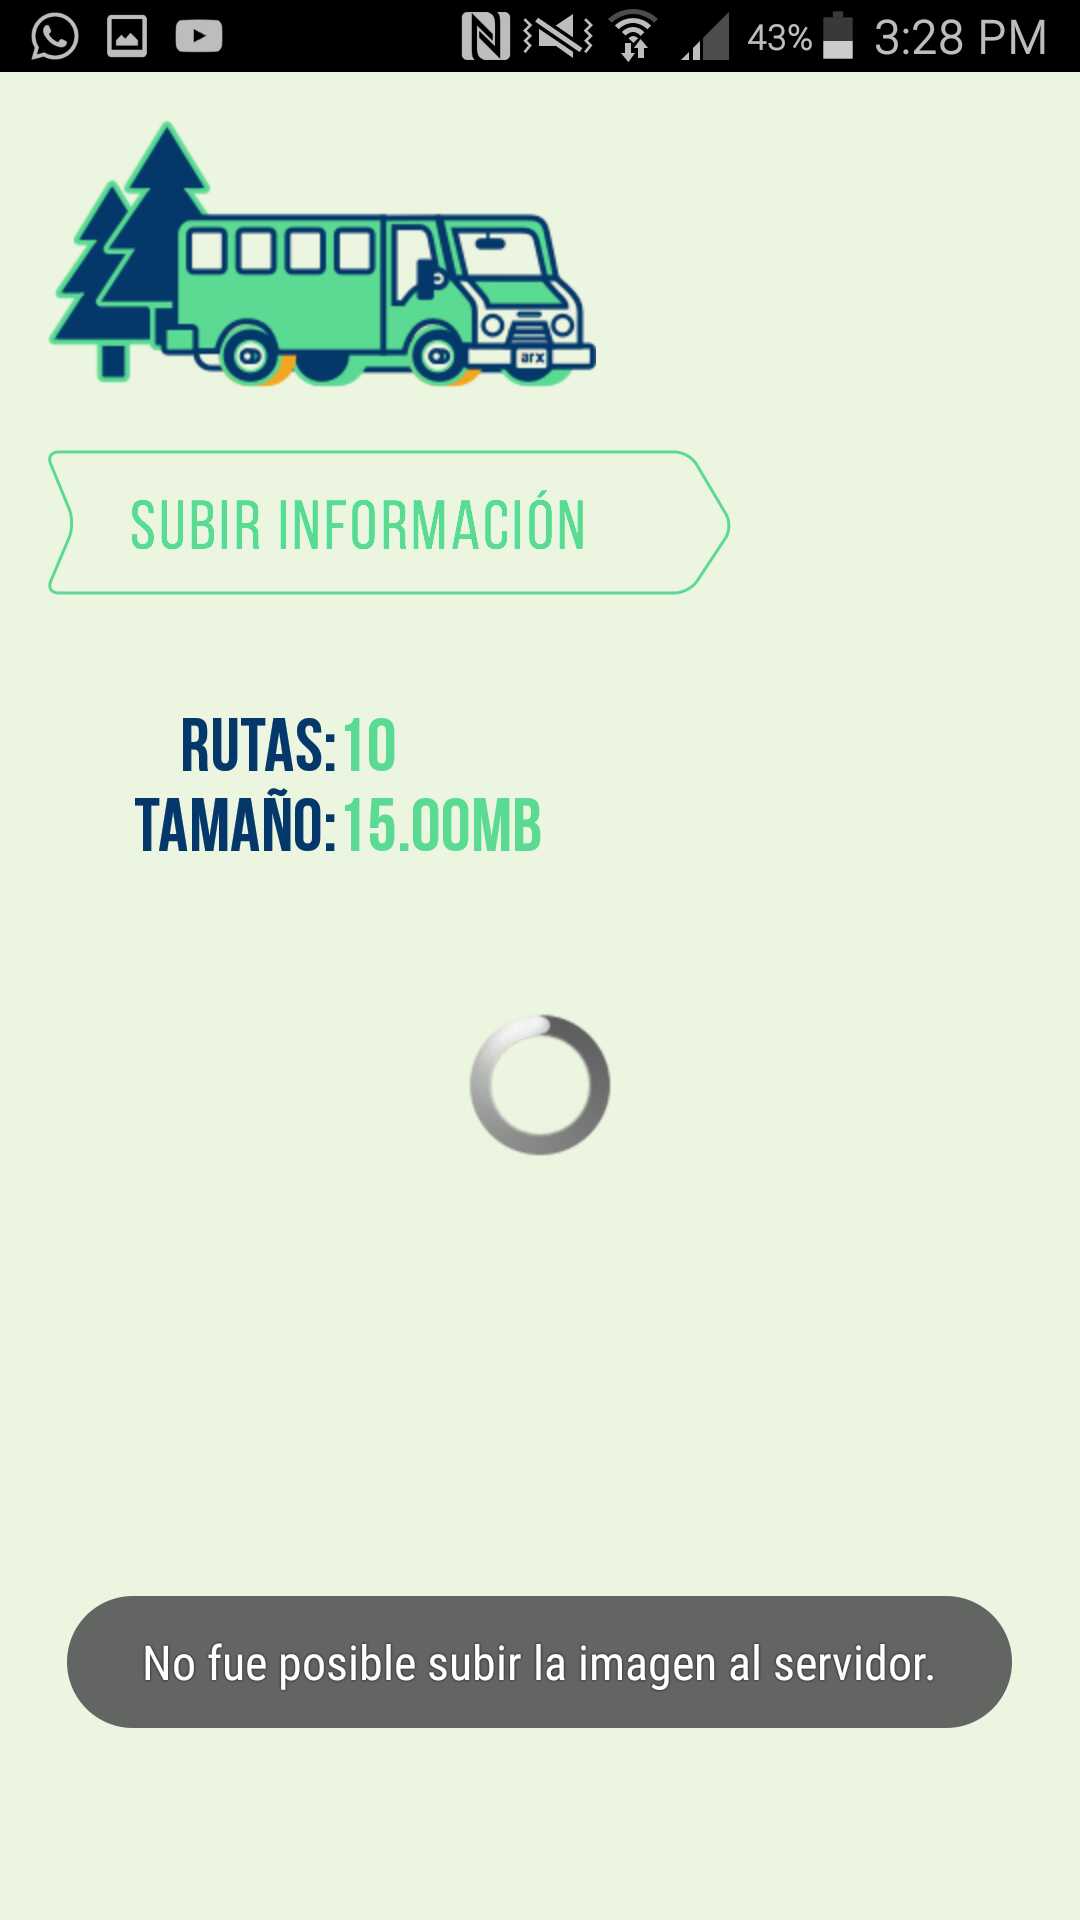 43% 3:28 PM
arx
SUBIR INFORMACIÓN
RUTAS: 10
TAMAÑO: 15.00MB
No fue posible subir la imagen al servidor.